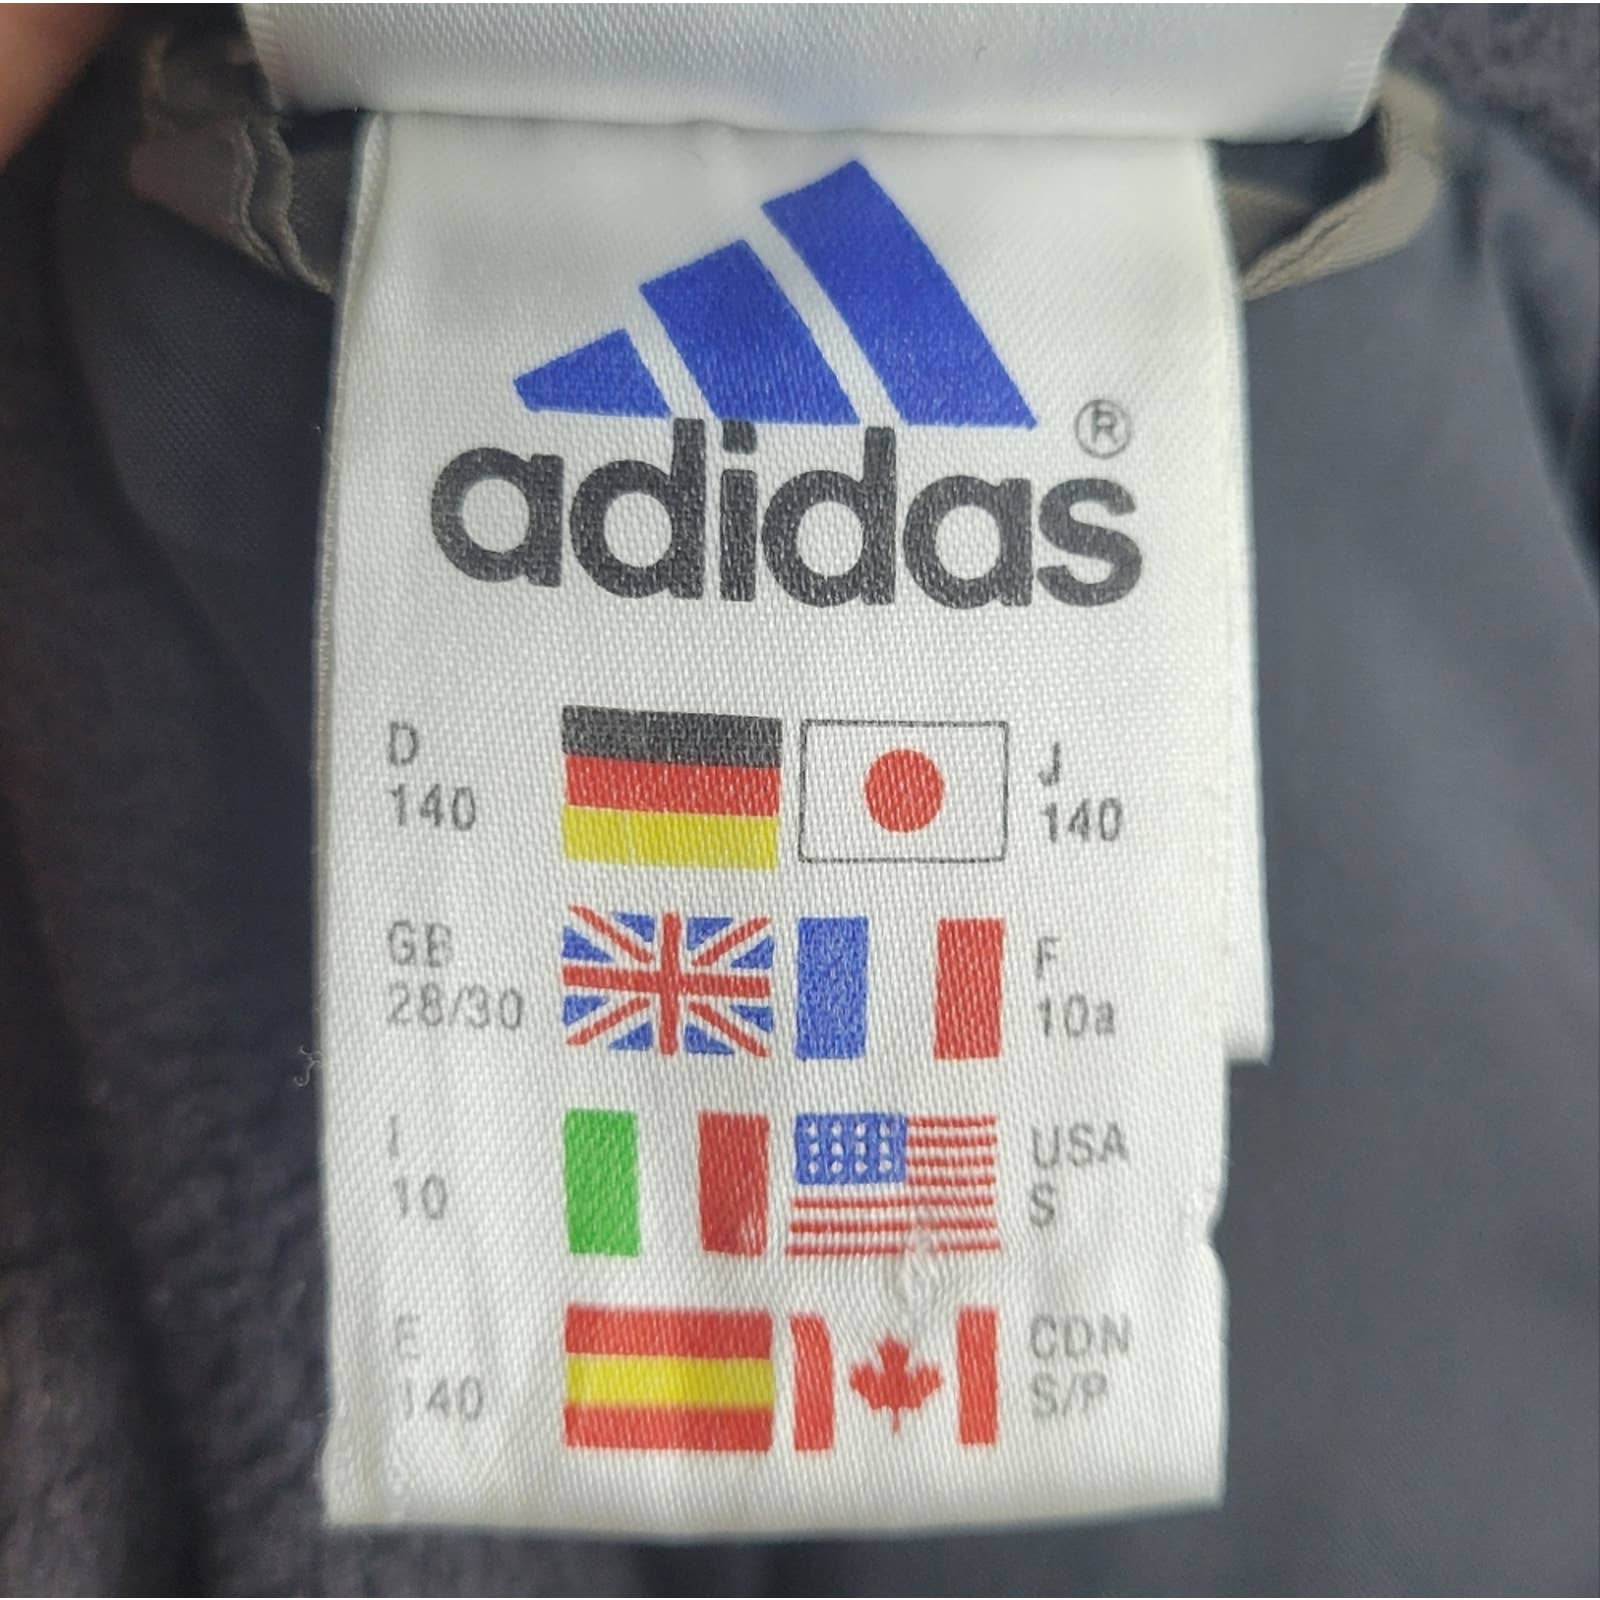 adidas®
D
140
J
140
GB
28/30
F
10a
I
10
USA
S
E
140
CDN
S/P